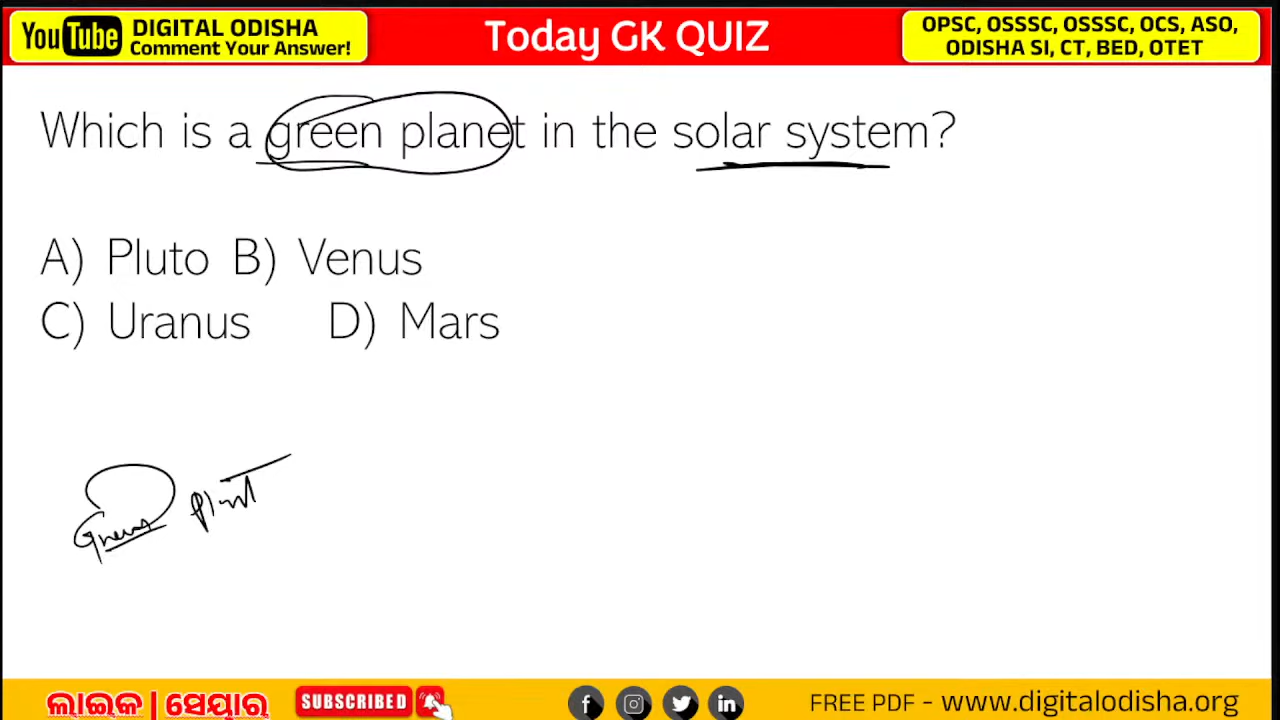 YouTube DIGITAL ODISHA
Comment Your Answer!
Today GK QUIZ
OPSC, OSSSC, OSSSC, OCS, ASO,
ODISHA SI, CT, BED, OTET
Which is a green planet in the solar system?
A) Pluto B) Venus
C) Uranus D) Mars
ଲାଇକ | ସେୟାର
SUBSCRIBED
FREE PDF - www.digitalodisha.org